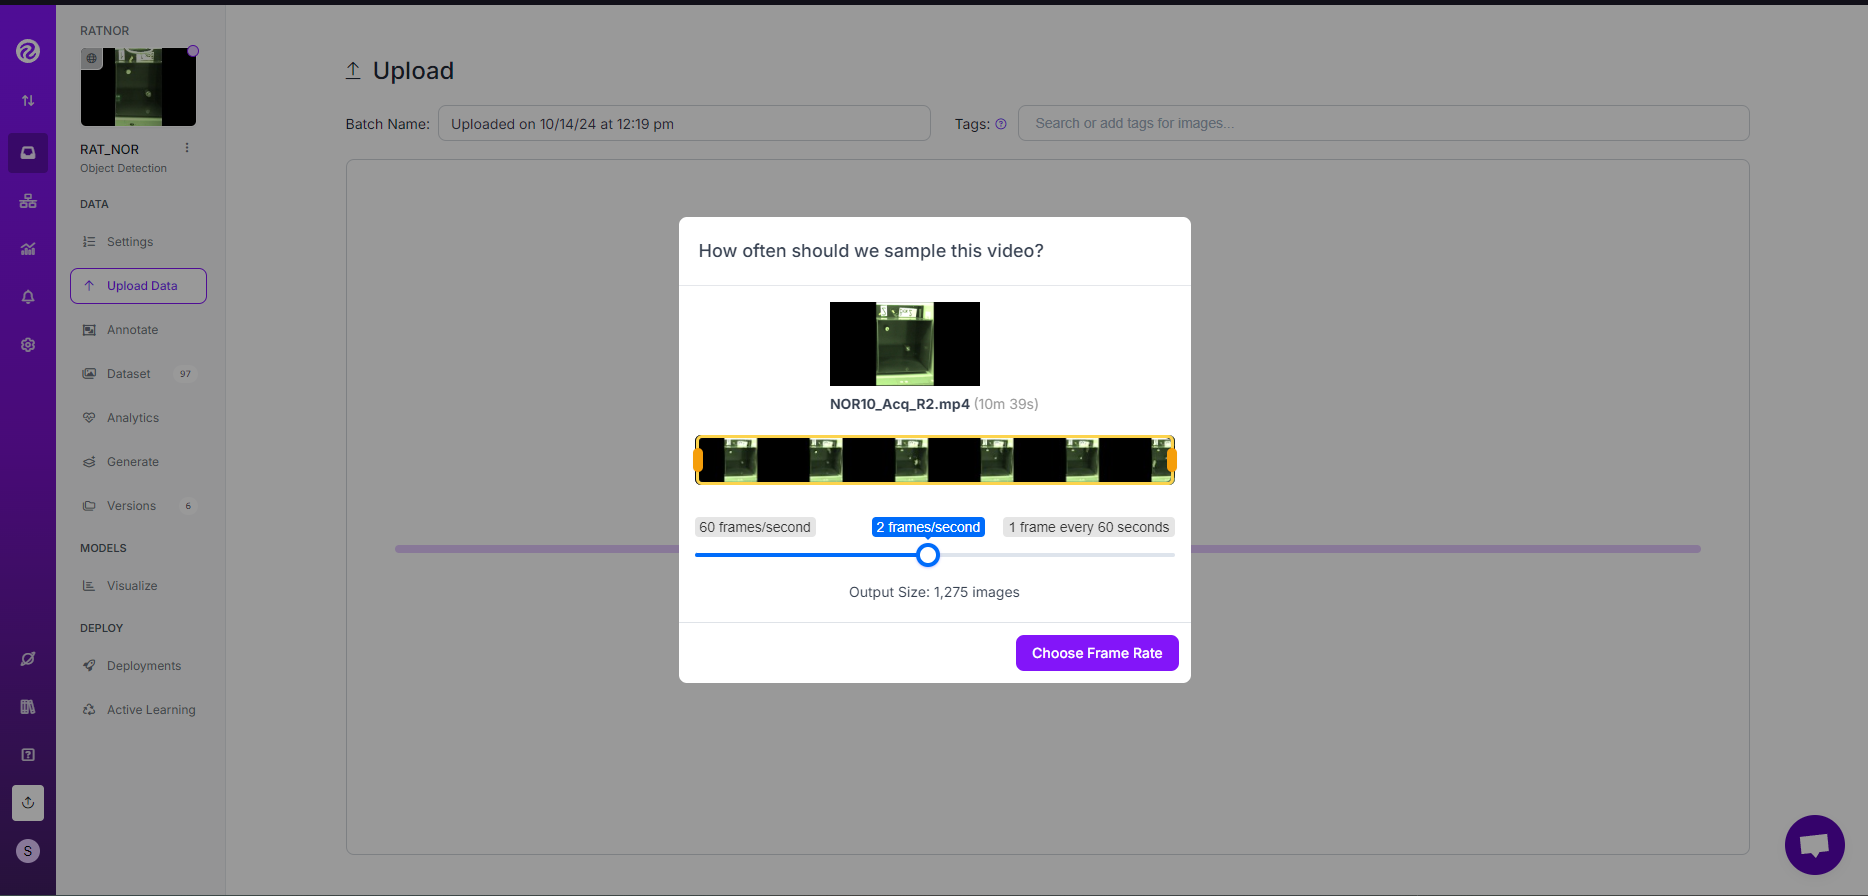 RATNOR
RAT_NOR
Object Detection
DATA
Settings
Upload Data
Annotate
Dataset 97
Analytics
Generate
Versions 6
MODELS
Visualize
DEPLOY
Deployments
Active Learning
S
Upload
Batch Name: Uploaded on 10/14/24 at 12:19 pm
Tags: Search or add tags for images...
How often should we sample this video?
NOR10_Acq_R2.mp4 (10m 39s)
60 frames/second 2 frames/second 1 frame every 60 seconds
Output Size: 1,275 images
Choose Frame Rate